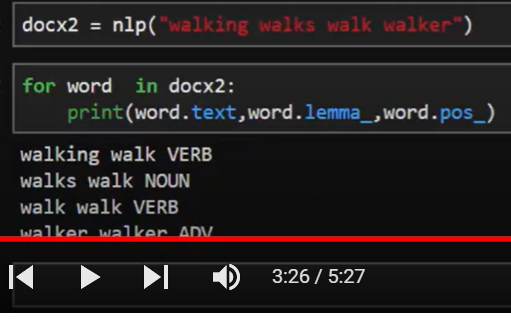 docx2 = nlp("walking walks walk walker")
for word  in docx2:
    print(word.text,word.lemma_,word.pos_)
walking walk VERB
walks walk NOUN
walk walk VERB
walker walker ADV
3:26 / 5:27